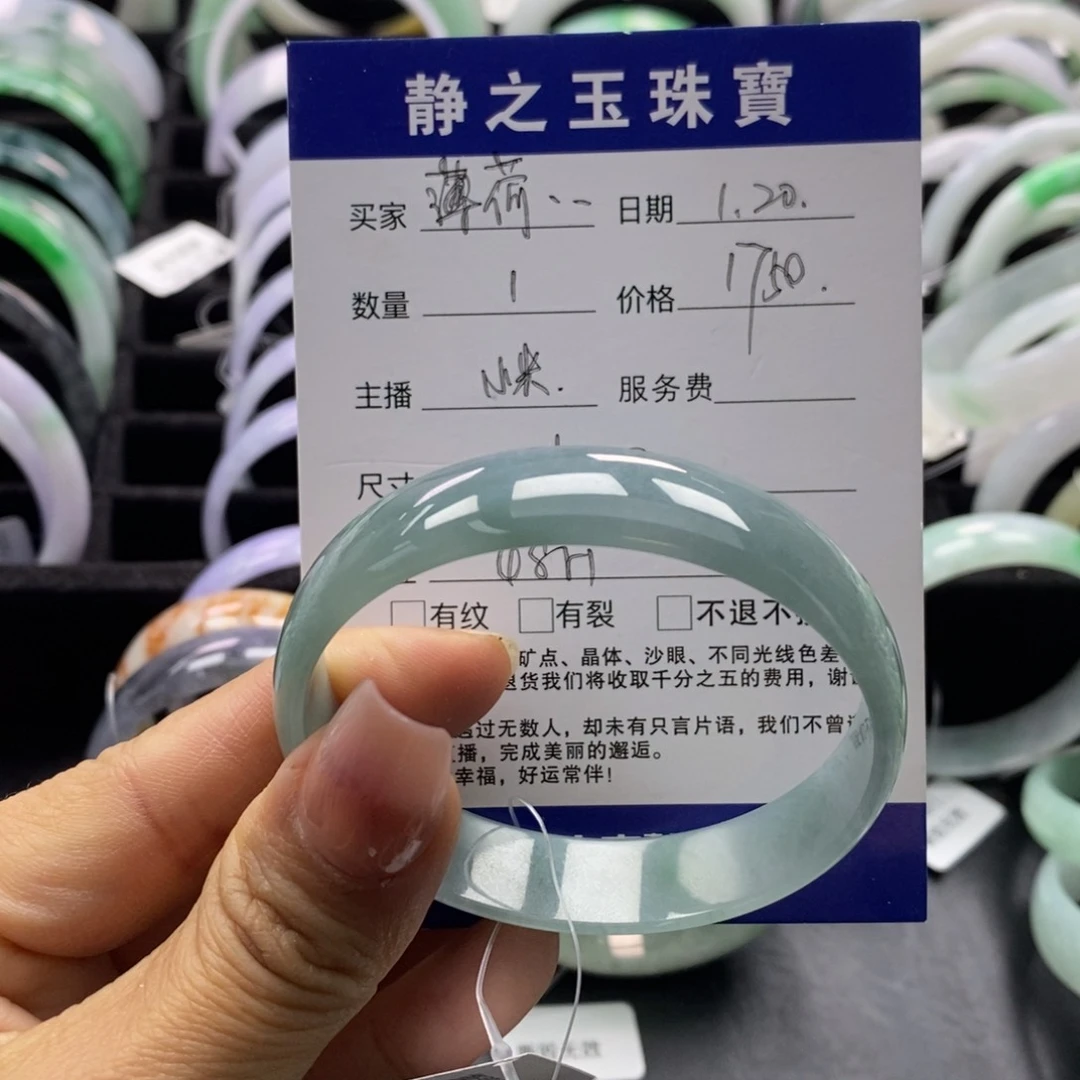 静之玉珠寶
买家 薄荷.. 日期 1.20.
数量 1 价格 1750.
主播 小米. 服务费
尺寸
有纹 有裂 不退不
矿点、晶体、沙眼、不同光线色差
退货我们将收取千分之五的费用，谢
过无数人，却未有只言片语，我们不曾
播，完成美丽的邂逅。
幸福，好运常伴！